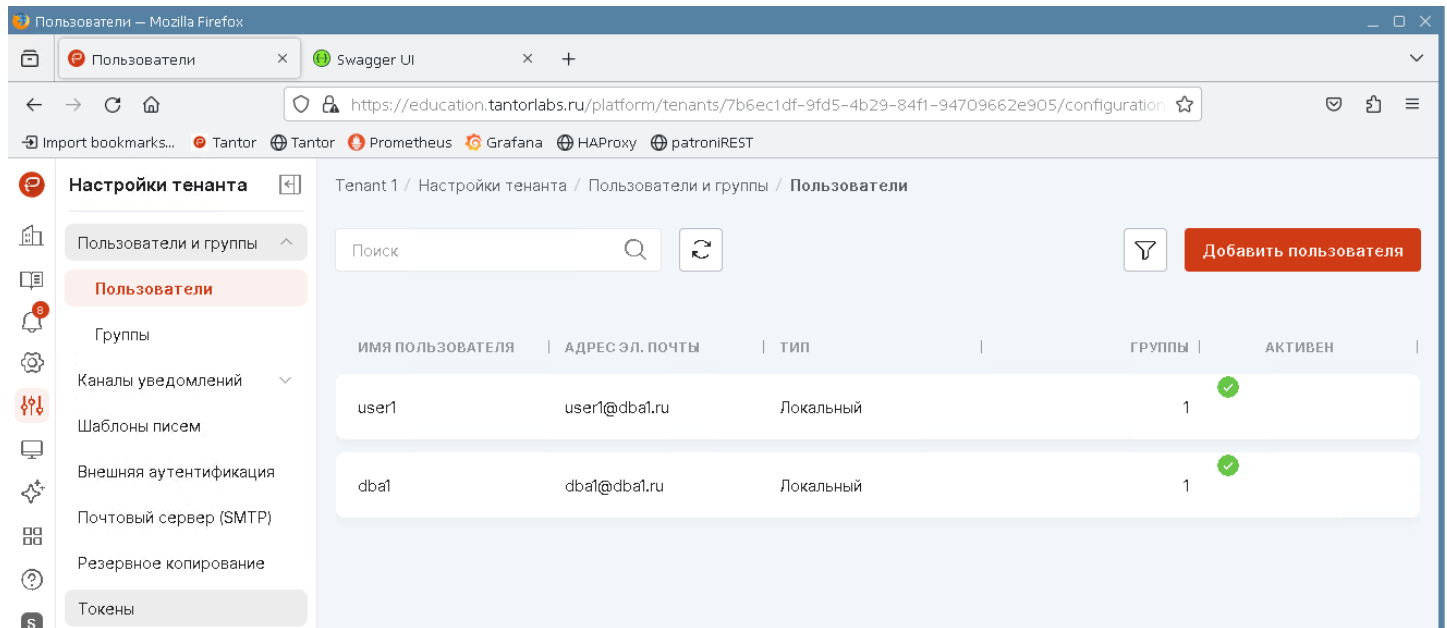 Пользователи — Mozilla Firefox
Пользователи
Swagger UI
https://education.tantorlabs.ru/platform/tenants/7b6ec1df-9fd5-4b29-84f1-94709662e905/configuration
Import bookmarks... Tantor Tantor Prometheus Grafana HAProxy patroniREST
Настройки тенанта
Tenant 1 / Настройки тенанта / Пользователи и группы / Пользователи
Пользователи и группы
Поиск
Добавить пользователя
Пользователи
8
Группы
ИМЯ ПОЛЬЗОВАТЕЛЯ АДРЕС ЭЛ. ПОЧТЫ ТИП ГРУППЫ АКТИВЕН
Каналы уведомлений
user1 user1@dba1.ru Локальный 1
Шаблоны писем
Внешняя аутентификация
dba1 dba1@dba1.ru Локальный 1
Почтовый сервер (SMTP)
Резервное копирование
Токены
S